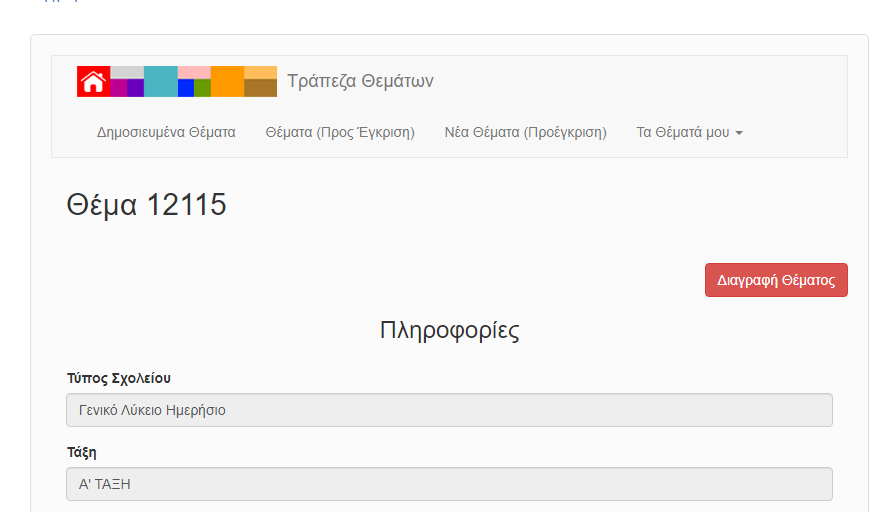 Τράπεζα Θεμάτων
Δημοσιευμένα Θέματα Θέματα (Προς Έγκριση) Νέα Θέματα (Προέγκριση) Τα Θέματά μου
Θέμα 12115
Διαγραφή Θέματος
Πληροφορίες
Τύπος Σχολείου
Γενικό Λύκειο Ημερήσιο
Τάξη
Α' ΤΑΞΗ